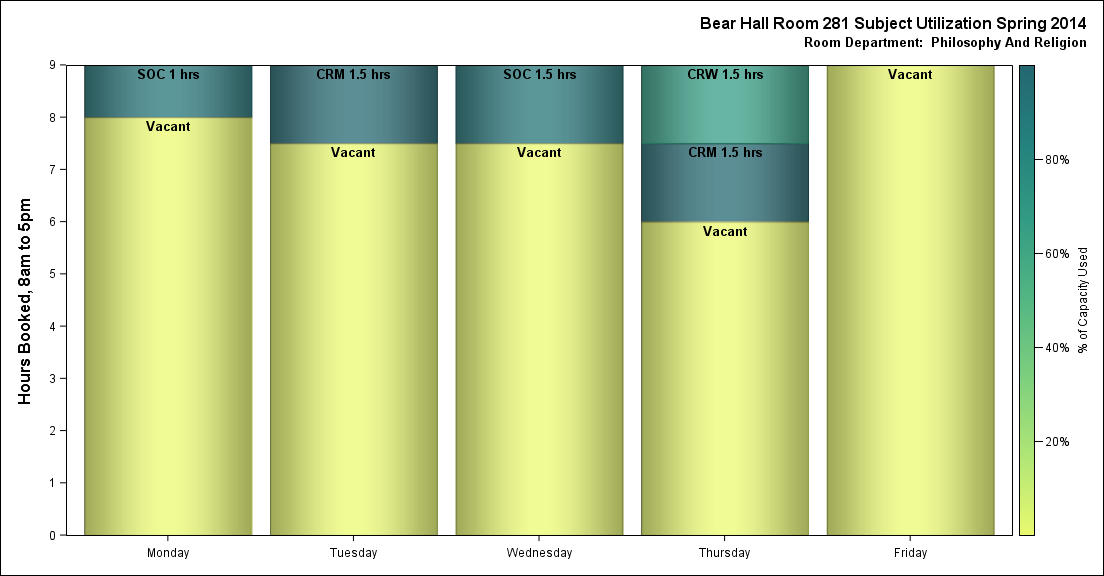 Bear Hall Room 281 Subject Utilization Spring 2014
Room Department:  Philosophy And Religion
Hours Booked, 8am to 5pm
9
8
7
6
5
4
3
2
1
0
SOC 1 hrs
Vacant
CRM 1.5 hrs
Vacant
SOC 1.5 hrs
Vacant
CRW 1.5 hrs
CRM 1.5 hrs
Vacant
Vacant
Monday
Tuesday
Wednesday
Thursday
Friday
80%
60%
40%
20%
% of Capacity Used